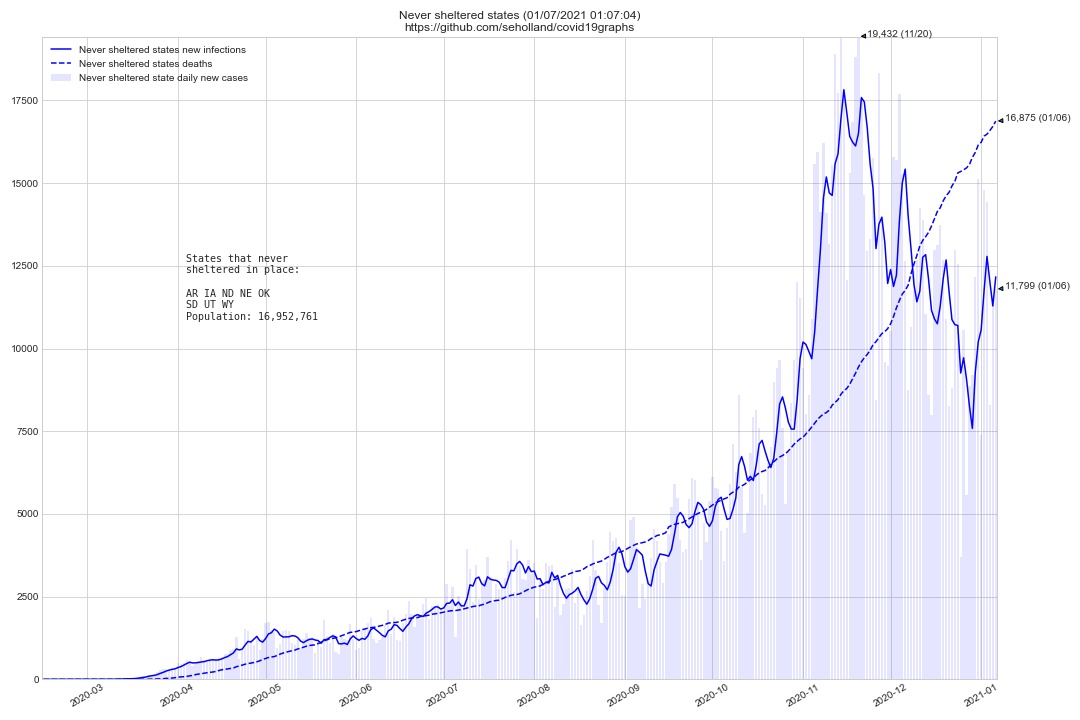 Never sheltered states (01/07/2021 01:07:04)
https://github.com/seholland/covid19graphs
19,432 (11/20)
Never sheltered states new infections
Never sheltered states deaths
Never sheltered state daily new cases
17500
16,875 (01/06)
15000
States that never
sheltered in place:
12500
AR IA ND NE OK
SD UT WY
Population: 16,952,761
11,799 (01/06)
10000
7500
5000
2500
0
2020-03
2020-04
2020-05
2020-06
2020-07
2020-08
2020-09
2020-10
2020-11
2020-12
2021-01